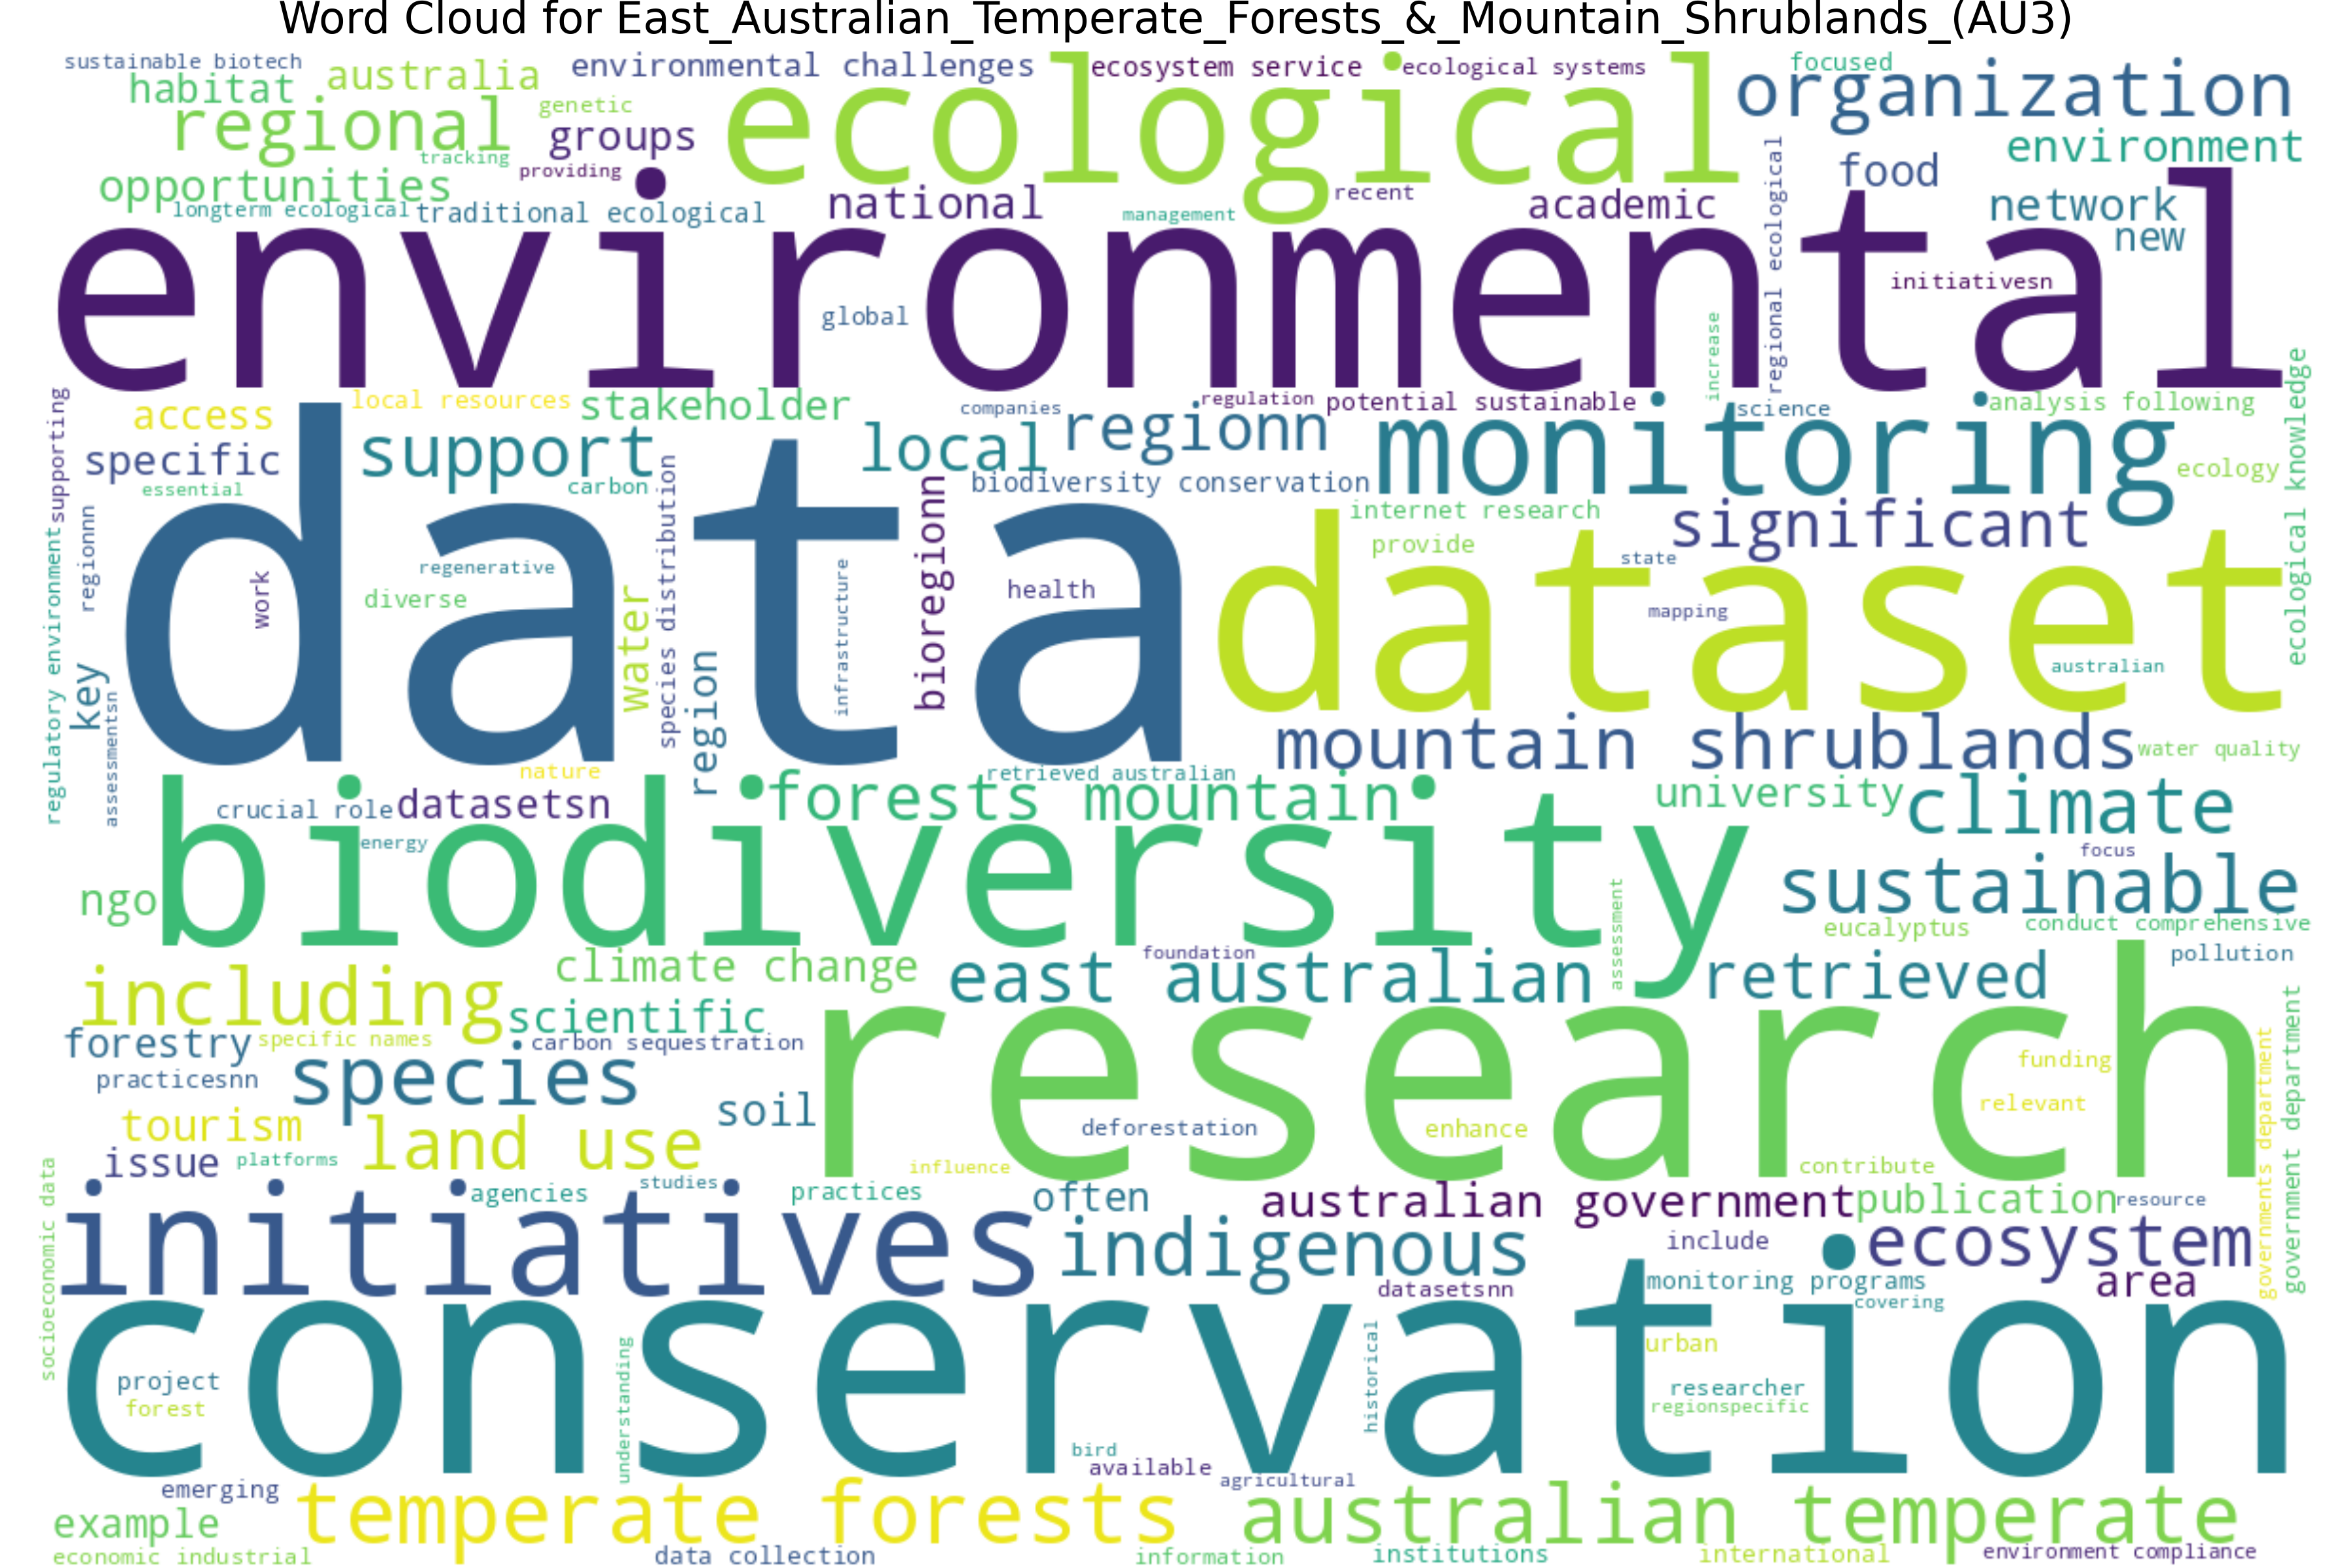 Word Cloud for East_Australian_Temperate_Forests_&_Mountain_Shrublands_(AU3)
sustainable biotech
habitat
australia
environmental challenges
ecosystem service
ecological systems
focused
organization
regional
genetic
groups
ecological
tracking
providing
opportunities
longterm ecological
traditional ecological
national
management
recent
academic
regional ecological
food
environment
network
new
environmental
global
initiativesn
increase
supporting
access
local resources
stakeholder
companies
regulation
potential sustainable
science
analysis following
ecological knowledge
specific
support
local
regionn
monitoring
essential
carbon
biodiversity conservation
ecology
regulatory environment
regionnn
data
species distribution
bioregionn
internet research
significant
provide
state
dataset
work
regenerative
diverse
water
infrastructure
health
mapping
australian
key
assessmentsn
region
mountain shrublands
water quality
nature
retrieved australian
crucial role
datasetsn
forests mountain
university
climate
energy
biodiversity
focus
ngo
sustainable
assessment
eucalyptus
conduct comprehensive
including
climate change
foundation
east australian
retrieved
pollution
scientific
forestry
specific names
carbon sequestration
research
funding
governments department
government department
practicesnn
species
soil
relevant
tourism
land use
deforestation
enhance
issue
platforms
influence
contribute
socioeconomic data
agencies
studies
practices
often
australian government
publication
resource
initiatives
indigenous
include
ecosystem
datasetsnn
monitoring programs
area
covering
conservation
project
forest
understanding
historical
urban
researcher
regionspecific
bird
available
agricultural
emerging
example
temperate forests
australian temperate
economic industrial
data collection
information
institutions
international
environment compliance